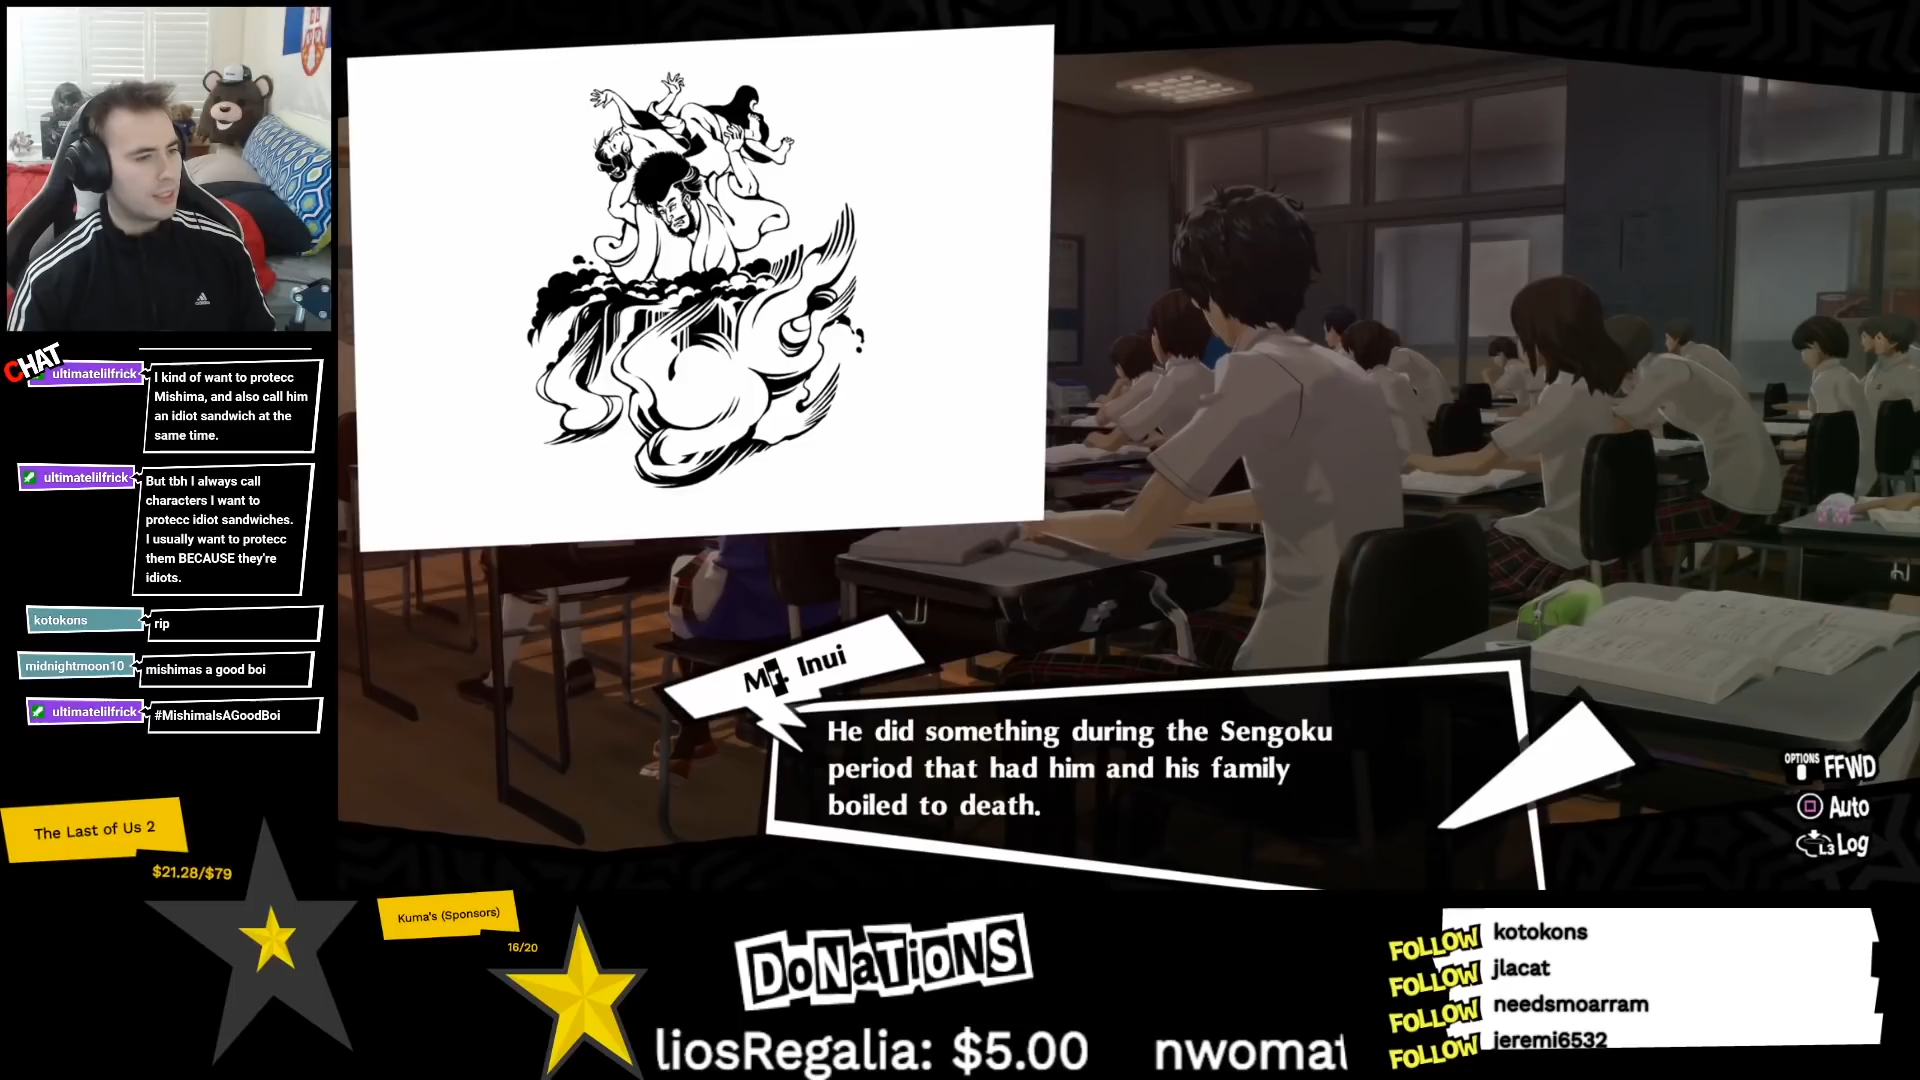 CHAT
ultimatelilfrick
I kind of want to protecc
Mishima, and also call him
an idiot sandwich at the
same time.
ultimatelilfrick
But tbh I always call
characters I want to
protecc idiot sandwiches.
I usually want to protecc
them BECAUSE they're
idiots.
kotokons
rip
midnightmoon10
mishimas a good boi
ultimatelilfrick
#MishimaIsAGoodBoi
Mr. Inui
He did something during the Sengoku
period that had him and his family
boiled to death.
OPTIONS FFWD
Auto
L3 Log
The Last of Us 2
$21.28/$79
Kuma's (Sponsors)
16/20
DoNaTiONS
liosRegalia: $5.00 nwomat
FOLLOW kotokons
FOLLOW jlacat
FOLLOW needsmoarram
FOLLOW jeremi6532
adidas